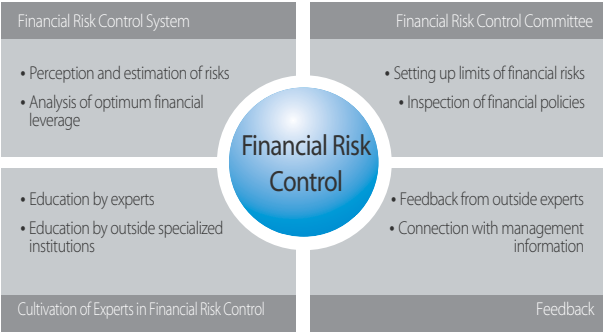 Financial Risk Control System
• Perception and estimation of risks
• Analysis of optimum financial
leverage
Financial Risk Control Committee
• Setting up limits of financial risks
• Inspection of financial policies
Financial Risk
Control
• Education by experts
• Education by outside specialized
institutions
Cultivation of Experts in Financial Risk Control
• Feedback from outside experts
• Connection with management
information
Feedback